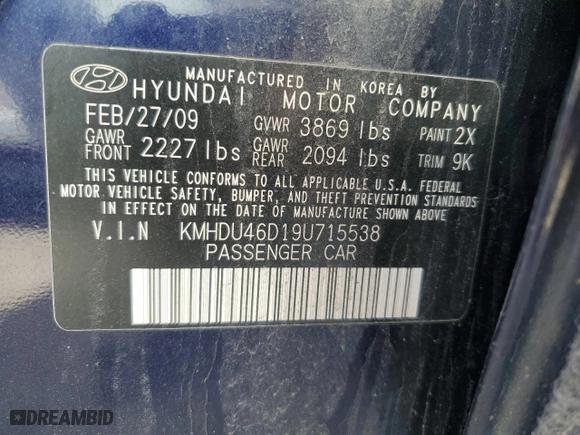 MANUFACTURED IN KOREA BY
HYUNDAI MOTOR COMPANY
FEB/27/09 GVWR 3869 lbs PAINT 2X
GAWR FRONT 2227 lbs GAWR REAR 2094 lbs TRIM 9K
THIS VEHICLE CONFORMS TO ALL APPLICABLE U.S.A. FEDERAL
MOTOR VEHICLE SAFETY, BUMPER, AND THEFT PREVENTION STANDARDS
IN EFFECT ON THE DATE OF MANUFACTURE SHOWN ABOVE
V.I.N KMHDU46D19U715538
PASSENGER CAR
DREAMBID